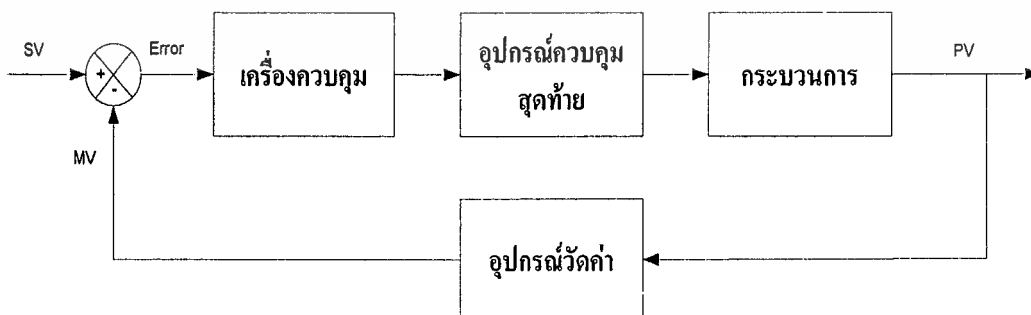 SV
+
-
Error
เครื่องควบคุม
อุปกรณ์ควบคุม
สุดท้าย
กระบวนการ
PV
MV
อุปกรณ์วัดค่า